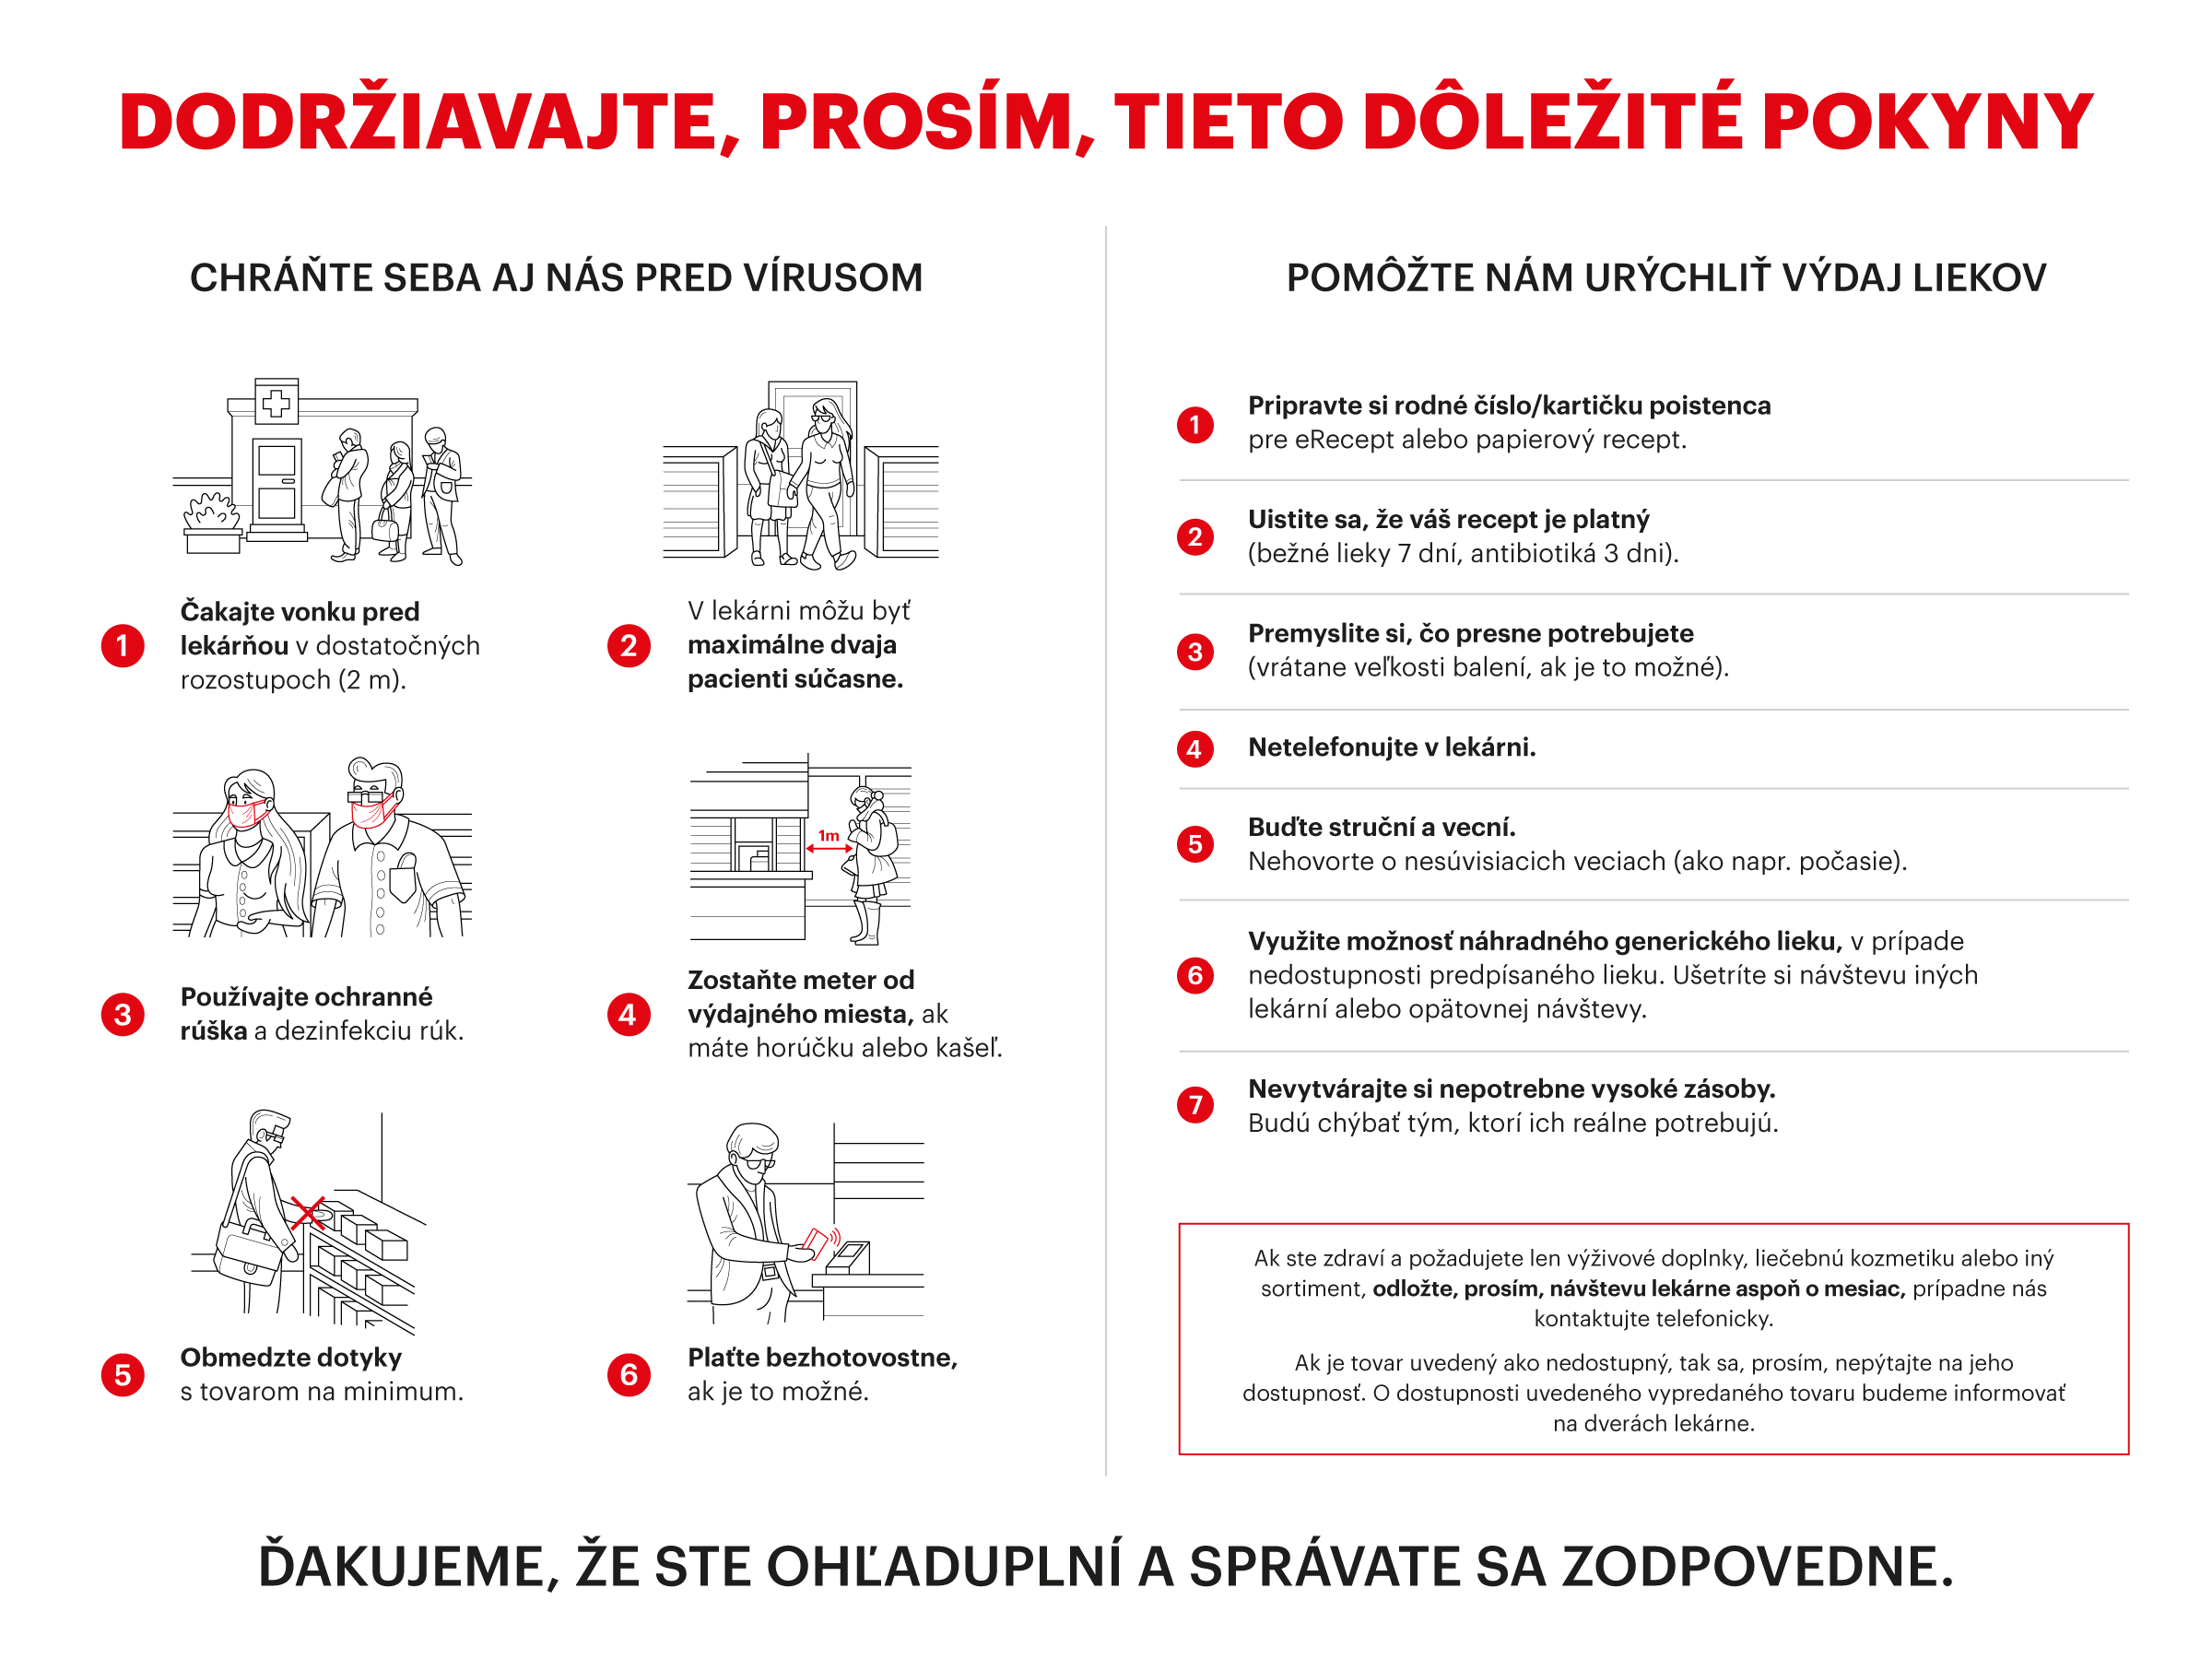 DODRŽIAVAJTE, PROSÍM, TIETO DÔLEŽITÉ POKYNY
CHRÁŇTE SEBA AJ NÁS PRED VÍRUSOM
1
Čakajte vonku pred
lekárňou v dostatočných
rozostupoch (2 m).
2
V lekárni môžu byť
maximálne dvaja
pacienti súčasne.
3
Používajte ochranné
rúška a dezinfekciu rúk.
1m
4
Zostaňte meter od
výdajného miesta, ak
máte horúčku alebo kašeľ.
5
Obmedzte dotyky
s tovarom na minimum.
6
Plaťte bezhotovostne,
ak je to možné.
POMÔŽTE NÁM URÝCHLIŤ VÝDAJ LIEKOV
1
Pripravte si rodné číslo/kartičku poistenca
pre eRecept alebo papierový recept.
2
Uistite sa, že váš recept je platný
(bežné lieky 7 dní, antibiotiká 3 dni).
3
Premyslite si, čo presne potrebujete
(vrátane veľkosti balení, ak je to možné).
4
Netelefonujte v lekárni.
5
Buďte struční a vecní.
Nehovorte o nesúvisiacich veciach (ako napr. počasie).
6
Využite možnosť náhradného generického lieku, v prípade
nedostupnosti predpísaného lieku. Ušetríte si návštevu iných
lekární alebo opätovnej návštevy.
7
Nevytvárajte si nepotrebne vysoké zásoby.
Budú chýbať tým, ktorí ich reálne potrebujú.
Ak ste zdraví a požadujete len výživové doplnky, liečebnú kozmetiku alebo iný
sortiment, odložte, prosím, návštevu lekárne aspoň o mesiac, prípadne nás
kontaktujte telefonicky.
Ak je tovar uvedený ako nedostupný, tak sa, prosím, nepýtajte na jeho
dostupnosť. O dostupnosti uvedeného vypredaného tovaru budeme informovať
na dverách lekárne.
ĎAKUJEME, ŽE STE OHĽADUPLNÍ A SPRÁVATE SA ZODPOVEDNE.